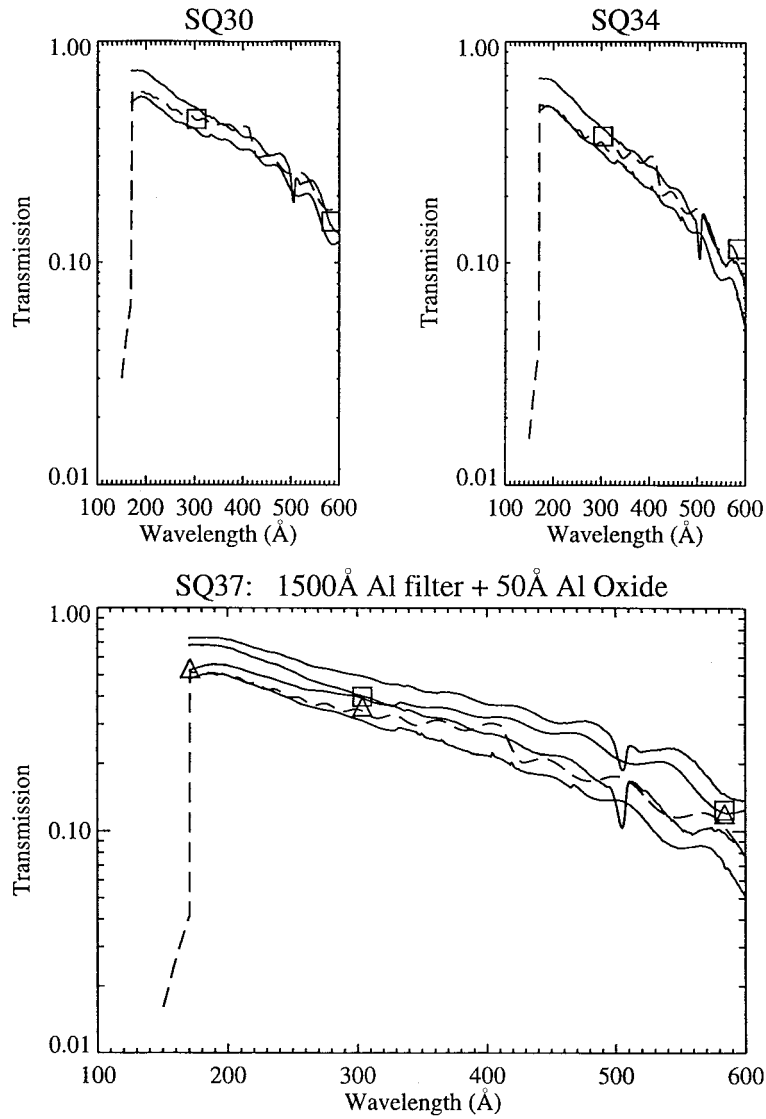 SQ30
1.00
0.10
0.01
Transmission
100 200 300 400 500 600
Wavelength (Å)
SQ34
1.00
0.10
0.01
Transmission
100 200 300 400 500 600
Wavelength (Å)
SQ37: 1500Å Al filter + 50Å Al Oxide
1.00
0.10
0.01
Transmission
100 200 300 400 500 600
Wavelength (Å)